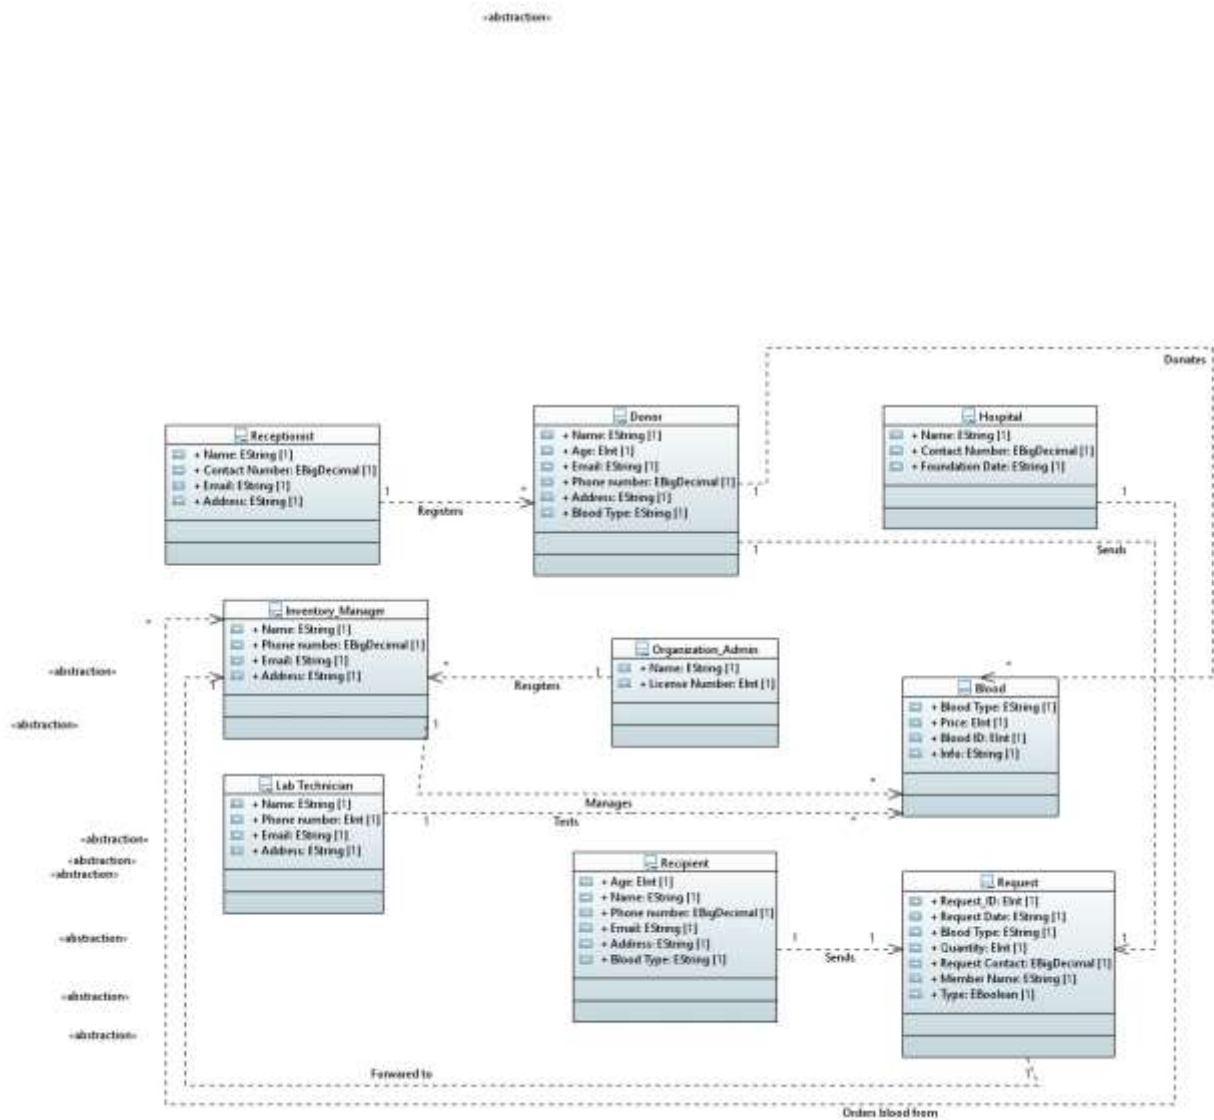 «abstraction»
Donates
Receptionist
+ Name: EString [1]
+ Contact Number: EBigDecimal [1]
+ Email: EString [1]
+ Address: EString [1]
1
Registers
*
Donor
+ Name: EString [1]
+ Age: EInt [1]
+ Email: EString [1]
+ Phone number: EBigDecimal [1]
+ Address: EString [1]
+ Blood Type: EString [1]
1
1
Sends
Hospital
+ Name: EString [1]
+ Contact Number: EBigDecimal [1]
+ Foundation Date: EString [1]
1
*
Inventory_Manager
+ Name: EString [1]
+ Phone number: EBigDecimal [1]
+ Email: EString [1]
+ Address: EString [1]
1
*
1
Resgiters
1
Organization_Admin
+ Name: EString [1]
+ License Number: EInt [1]
*
Blood
+ Blood Type: EString [1]
+ Price: EInt [1]
+ Blood ID: EInt [1]
+ Info: EString [1]
«abstraction»
«abstraction»
Lab Technician
+ Name: EString [1]
+ Phone number: EInt [1]
+ Email: EString [1]
+ Address: EString [1]
*
Manages
1
Tests
*
«abstraction»
«abstraction»
«abstraction»
«abstraction»
«abstraction»
«abstraction»
Recipient
+ Age: EInt [1]
+ Name: EString [1]
+ Phone number: EBigDecimal [1]
+ Email: EString [1]
+ Address: EString [1]
+ Blood Type: EString [1]
1
Sends
1
Request
+ Request_ID: EInt [1]
+ Request Date: EString [1]
+ Blood Type: EString [1]
+ Quantity: EInt [1]
+ Request Contact: EBigDecimal [1]
+ Member Name: EString [1]
+ Type: EBoolean [1]
1
1
Forwared to
Orders blood from